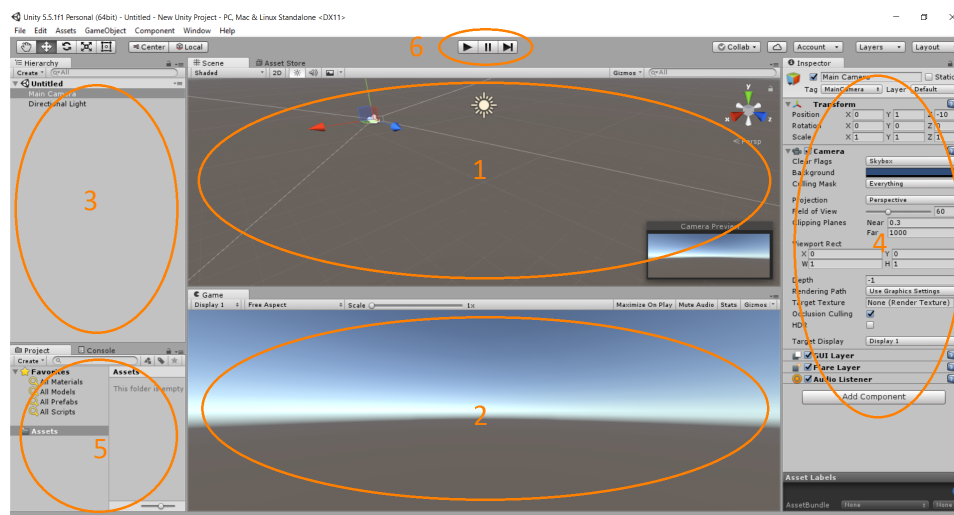 Unity 5.5.1f1 Personal (64bit) - Untitled - New Unity Project - PC, Mac & Linux Standalone <DX11>
File Edit Assets GameObject Component Window Help
Center Local
6
Collab Account Layers Layout
Hierarchy
Create All
Untitled
Main Camera
Directional Light
3
Scene Asset Store
Shaded 2D Gizmos All
y
x z
Persp
1
Camera Preview
Game
Display 1 Free Aspect Scale 1x Maximize On Play Mute Audio Stats Gizmos
2
Project Console
Create
Favorites
All Materials
All Models
All Prefabs
All Scripts
Assets
Assets
This folder is empty
5
Inspector
Main Camera Static
Tag MainCamera Layer Default
Transform
Position X 0 Y 1 Z -10
Rotation X 0 Y 0 Z 0
Scale X 1 Y 1 Z 1
Camera
Clear Flags Skybox
Background
Culling Mask Everything
Projection Perspective
Field of View 60
Clipping Planes Near 0.3
Far 1000
4
Viewport Rect
X 0 Y 0
W 1 H 1
Depth -1
Rendering Path Use Graphics Settings
Target Texture None (Render Texture)
Occlusion Culling
HDR
Target Display Display 1
GUI Layer
Flare Layer
Audio Listener
Add Component
Asset Labels
AssetBundle None None